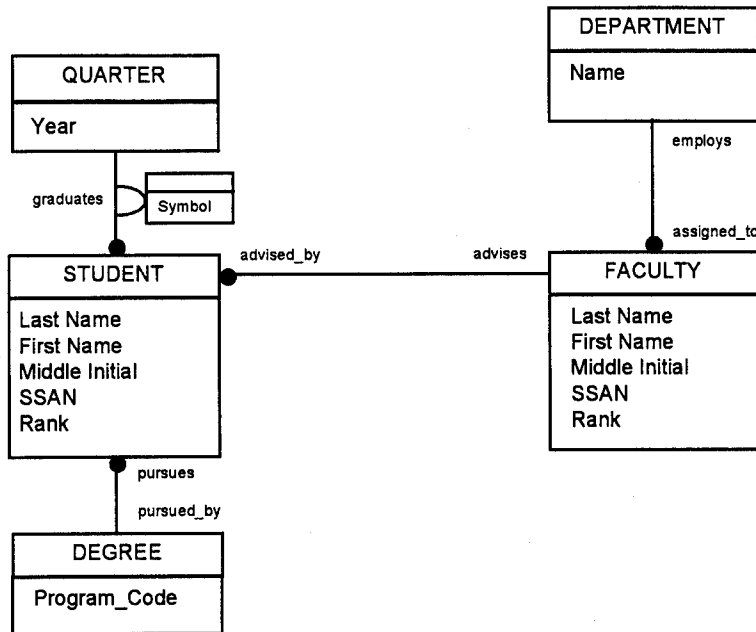 DEPARTMENT
Name
QUARTER
Year
employs
graduates
Symbol
assigned_to
advised_by
advises
STUDENT
Last Name
First Name
Middle Initial
SSAN
Rank
FACULTY
Last Name
First Name
Middle Initial
SSAN
Rank
pursues
pursued_by
DEGREE
Program_Code